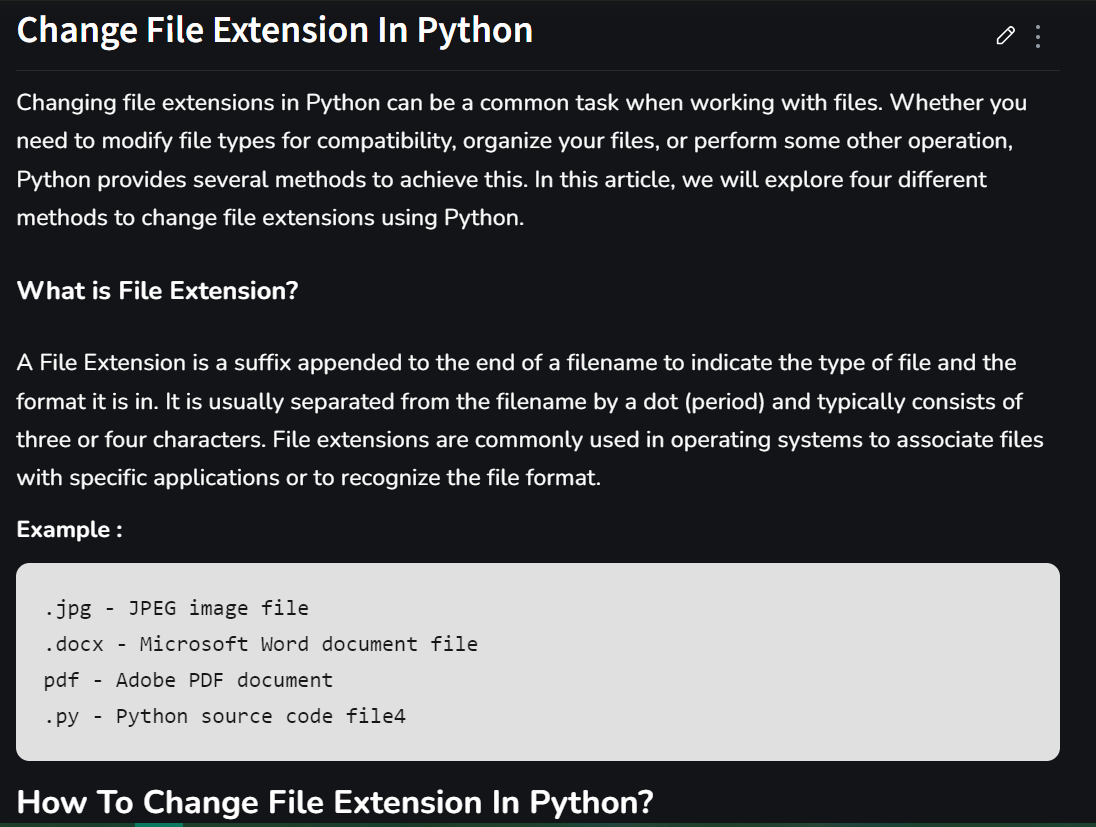 Change File Extension In Python
Changing file extensions in Python can be a common task when working with files. Whether you
need to modify file types for compatibility, organize your files, or perform some other operation,
Python provides several methods to achieve this. In this article, we will explore four different
methods to change file extensions using Python.
What is File Extension?
A File Extension is a suffix appended to the end of a filename to indicate the type of file and the
format it is in. It is usually separated from the filename by a dot (period) and typically consists of
three or four characters. File extensions are commonly used in operating systems to associate files
with specific applications or to recognize the file format.
Example :
.jpg - JPEG image file
.docx - Microsoft Word document file
pdf - Adobe PDF document
.py - Python source code file4
How To Change File Extension In Python?